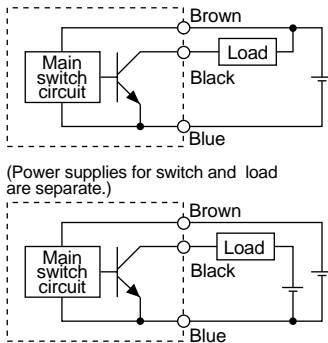 Brown
Main
switch
circuit
Load
Black
Blue
(Power supplies for switch and load
are separate.)
Brown
Main
switch
circuit
Load
Black
Blue